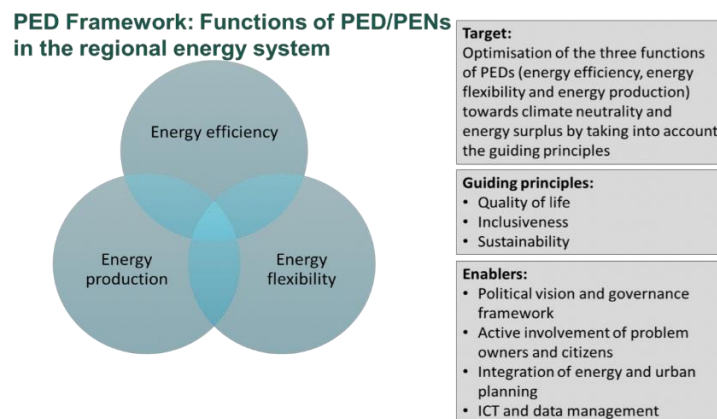 PED Framework: Functions of PED/PENs
in the regional energy system
Energy efficiency
Energy
production
Energy
flexibility
Target:
Optimisation of the three functions
of PEDs (energy efficiency, energy
flexibility and energy production)
towards climate neutrality and
energy surplus by taking into account
the guiding principles
Guiding principles:
• Quality of life
• Inclusiveness
• Sustainability
Enablers:
• Political vision and governance
framework
• Active involvement of problem
owners and citizens
• Integration of energy and urban
planning
• ICT and data management